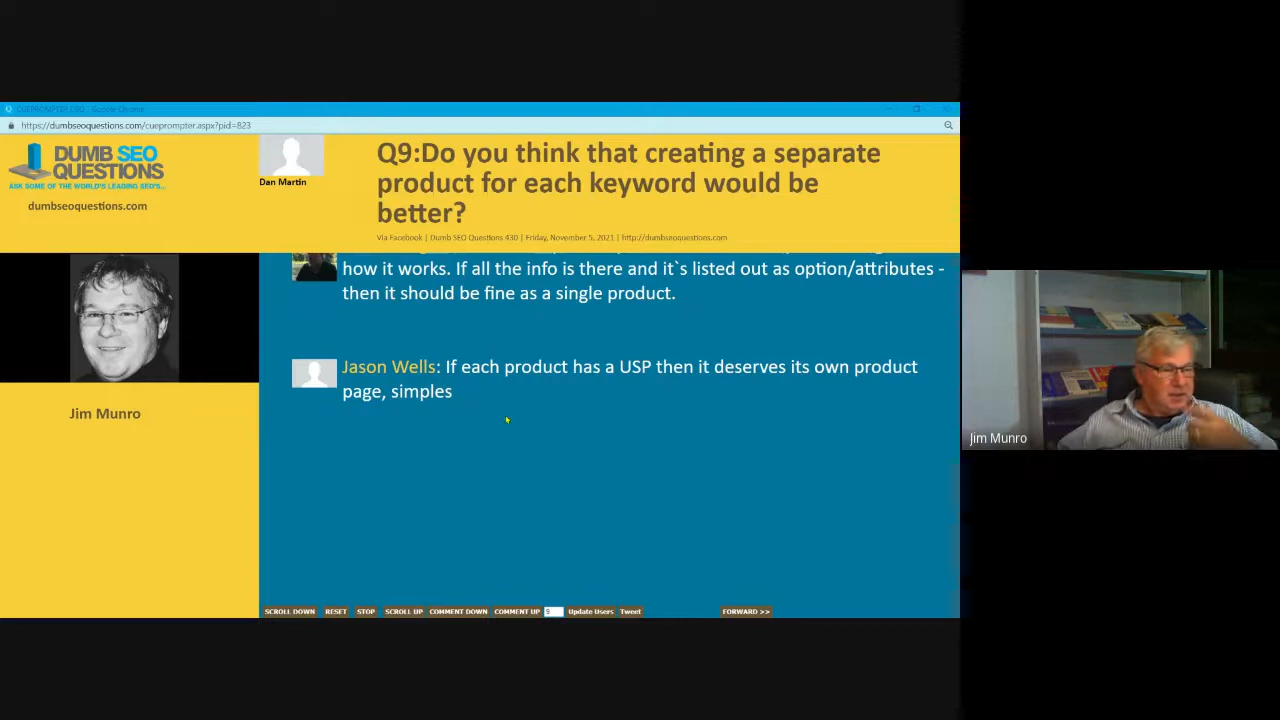 https://dumbseoquestions.com/cueprompter.aspx?pid=823
DUMB SEO
QUESTIONS
ASK SOME OF THE WORLD'S LEADING SEO'S...
dumbseoquestions.com
Dan Martin
Q9:Do you think that creating a separate
product for each keyword would be
better?
Via Facebook | Dumb SEO Questions 430 | Friday, November 5, 2021 | http://dumbseoquestions.com
how it works. If all the info is there and it`s listed out as option/attributes -
then it should be fine as a single product.
Jason Wells: If each product has a USP then it deserves its own product
page, simples
Jim Munro
Jim Munro
SCROLL DOWN RESET STOP SCROLL UP COMMENT DOWN COMMENT UP 9 Update Users Tweet FORWARD >>